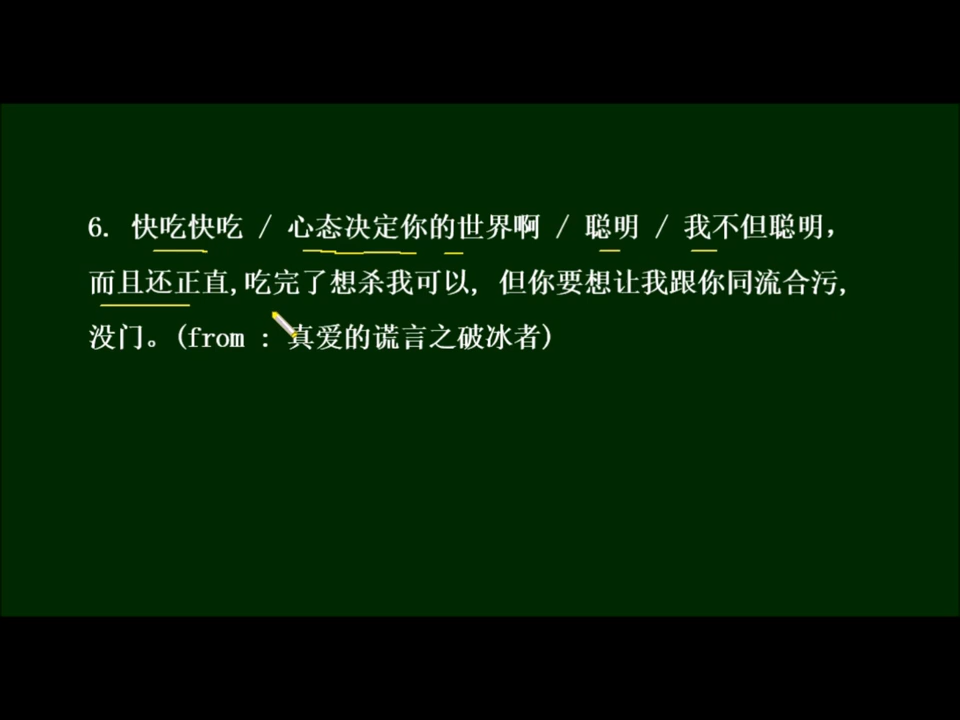 6. 快吃快吃 / 心态决定你的世界啊 / 聪明 / 我不但聪明，
而且还正直,吃完了想杀我可以, 但你要想让我跟你同流合污,
没门。(from : 真爱的谎言之破冰者)